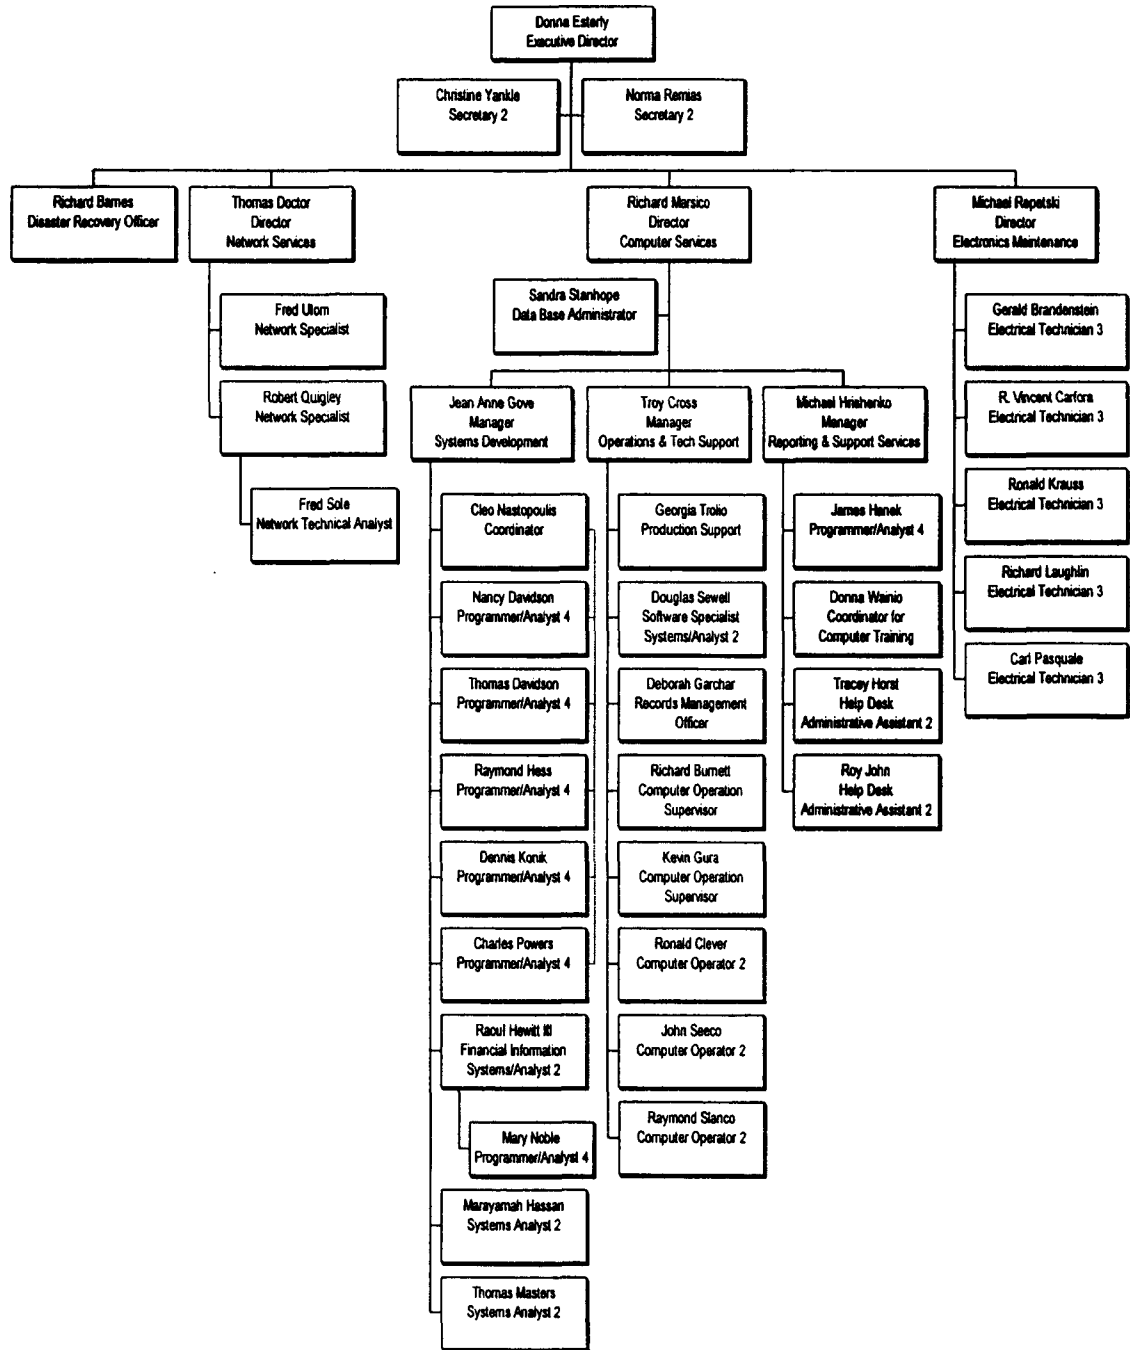 Donna Esterly
Executive Director
Christine Yankle
Secretary 2
Norma Remias
Secretary 2
Richard Barnes
Disaster Recovery Officer
Thomas Doctor
Director
Network Services
Richard Marsico
Director
Computer Services
Michael Repetski
Director
Electronics Maintenance
Fred Ulom
Network Specialist
Robert Quigley
Network Specialist
Fred Sole
Network Technical Analyst
Sandra Stanhope
Data Base Administrator
Jean Anne Gove
Manager
Systems Development
Cleo Nastopoulis
Coordinator
Nancy Davidson
Programmer/Analyst 4
Thomas Davidson
Programmer/Analyst 4
Raymond Hess
Programmer/Analyst 4
Dennis Konik
Programmer/Analyst 4
Charles Powers
Programmer/Analyst 4
Raoul Hewitt III
Financial Information
Systems/Analyst 2
Mary Noble
Programmer/Analyst 4
Marayamah Hassan
Systems Analyst 2
Thomas Masters
Systems Analyst 2
Troy Cross
Manager
Operations & Tech Support
Georgia Trolio
Production Support
Douglas Sewell
Software Specialist
Systems/Analyst 2
Deborah Garchar
Records Management
Officer
Richard Burnett
Computer Operation
Supervisor
Kevin Gura
Computer Operation
Supervisor
Ronald Clever
Computer Operator 2
John Seeco
Computer Operator 2
Raymond Slanco
Computer Operator 2
Michael Hrishenko
Manager
Reporting & Support Services
James Hanek
Programmer/Analyst 4
Donna Wainio
Coordinator for
Computer Training
Tracey Horst
Help Desk
Administrative Assistant 2
Roy John
Help Desk
Administrative Assistant 2
Gerald Brandenstein
Electrical Technician 3
R. Vincent Carfora
Electrical Technician 3
Ronald Krauss
Electrical Technician 3
Richard Laughlin
Electrical Technician 3
Carl Pasquale
Electrical Technician 3